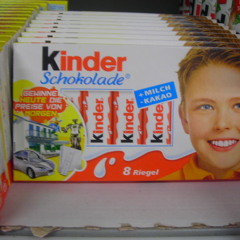 kinder
Schokolade®
+ MILCH
- KAKAO
GEWINNE
HEUTE DIE
PREISE VON
MORGEN!
kinder
kinder
kinder
kinder
8 Riegel